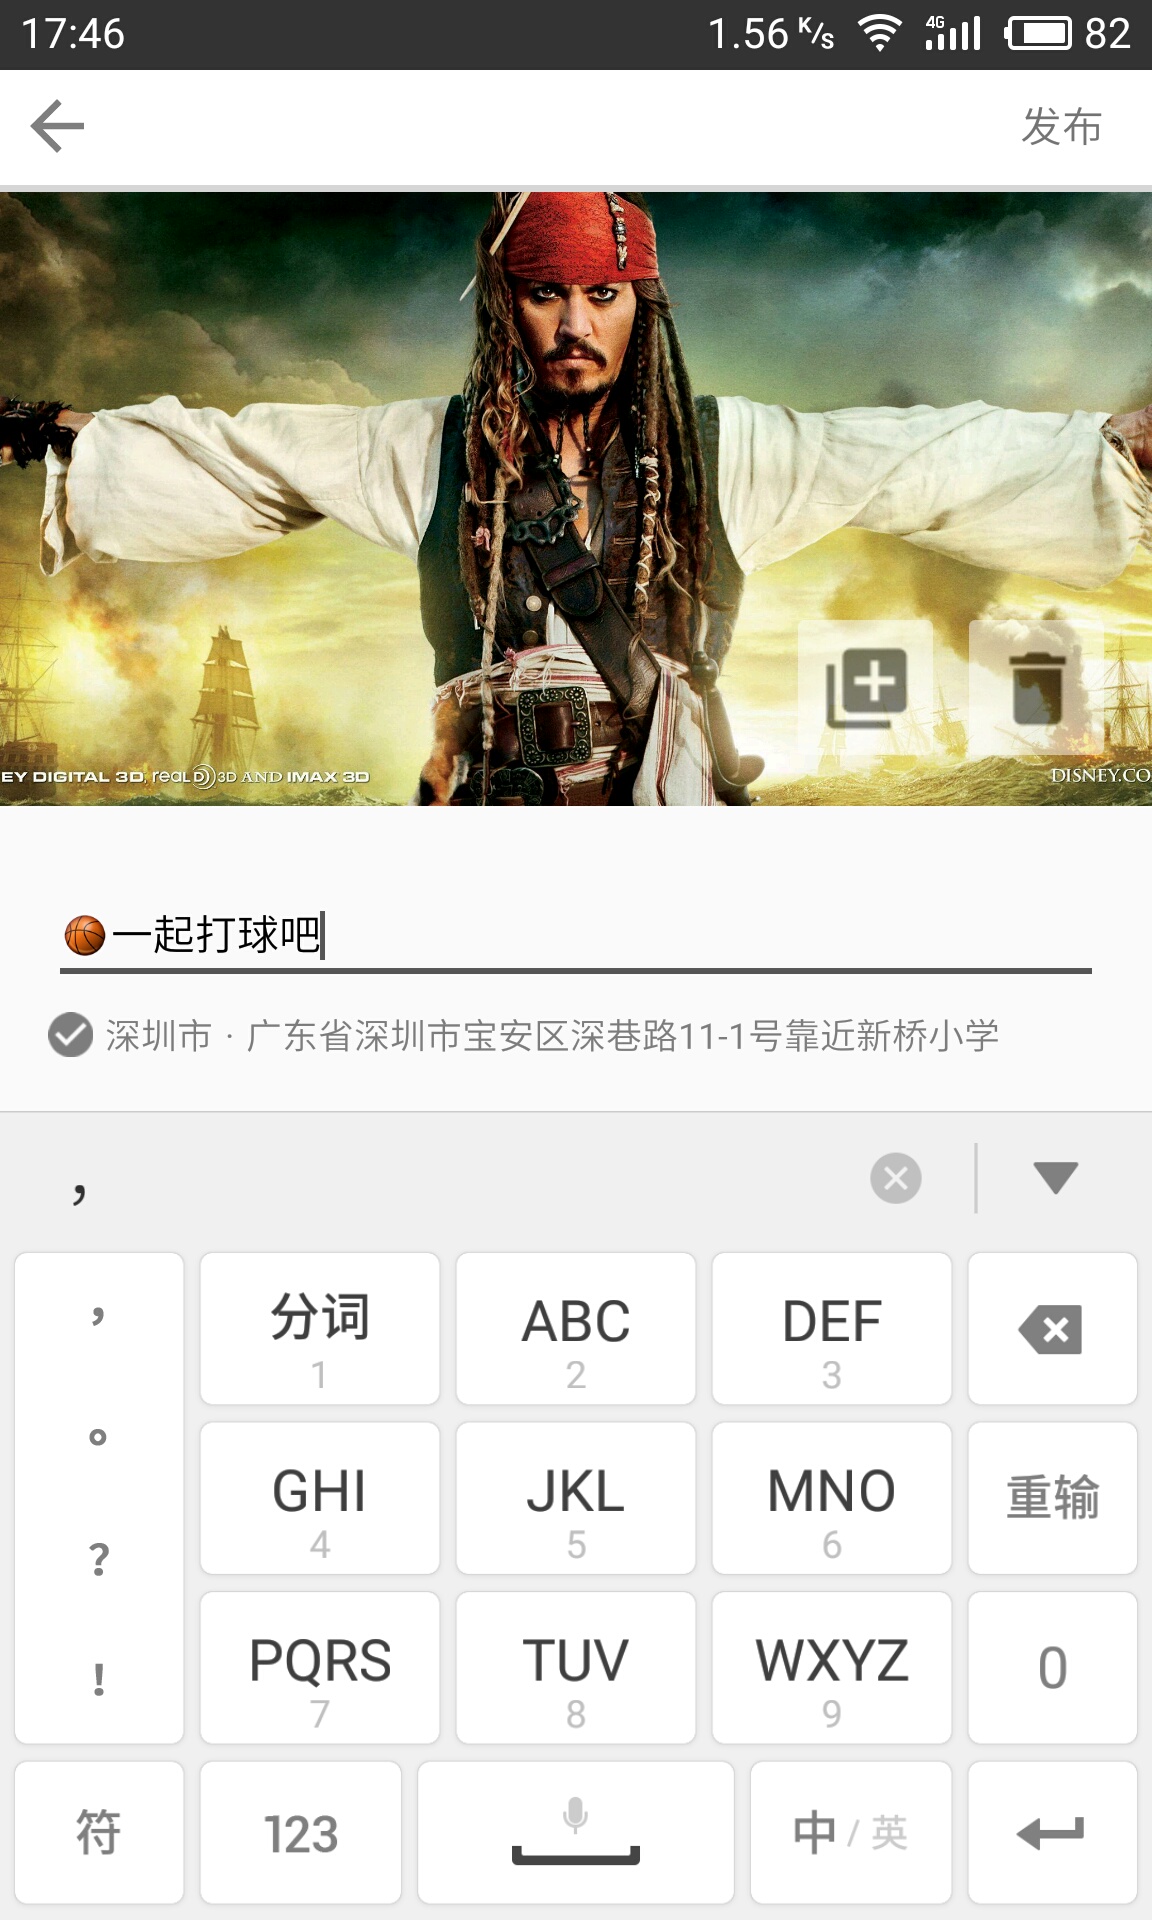 17:46 1.56 K/s 4G 82
发布
EY DIGITAL 3D, REAL D 3D AND IMAX 3D
DISNEY.CO
🏀一起打球吧
深圳市 · 广东省深圳市宝安区深巷路11-1号靠近新桥小学
，
， 分词 ABC DEF
1 2 3
。
GHI JKL MNO 重输
4 5 6
？
PQRS TUV WXYZ 0
！
7 8 9
符 123 中 / 英